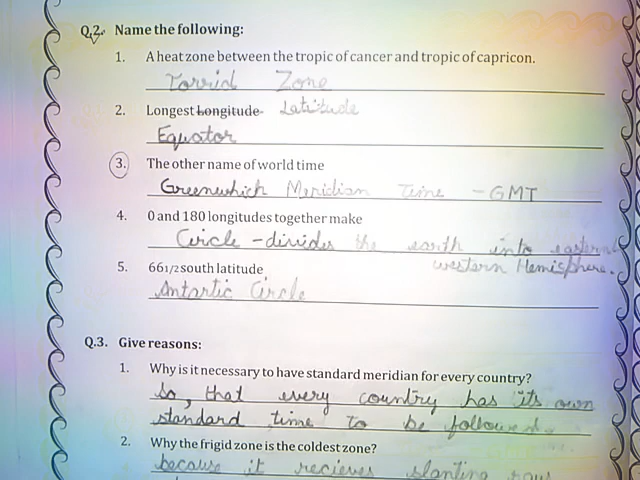 Q.2. Name the following:
1. A heat zone between the tropic of cancer and tropic of capricon.
Torrid Zone
2. Longest Longitude Latitude
Equator
3. The other name of world time
Greenwhich Meridian Time - GMT
4. 0 and 180 longitudes together make
Circle - divides the earth into eastern
western Hemisphere.
5. 661/2 south latitude
Antartic Circle
Q.3. Give reasons:
1. Why is it necessary to have standard meridian for every country?
So, that every country has its own
standard time to be followed.
2. Why the frigid zone is the coldest zone?
because it recieves slanting rays